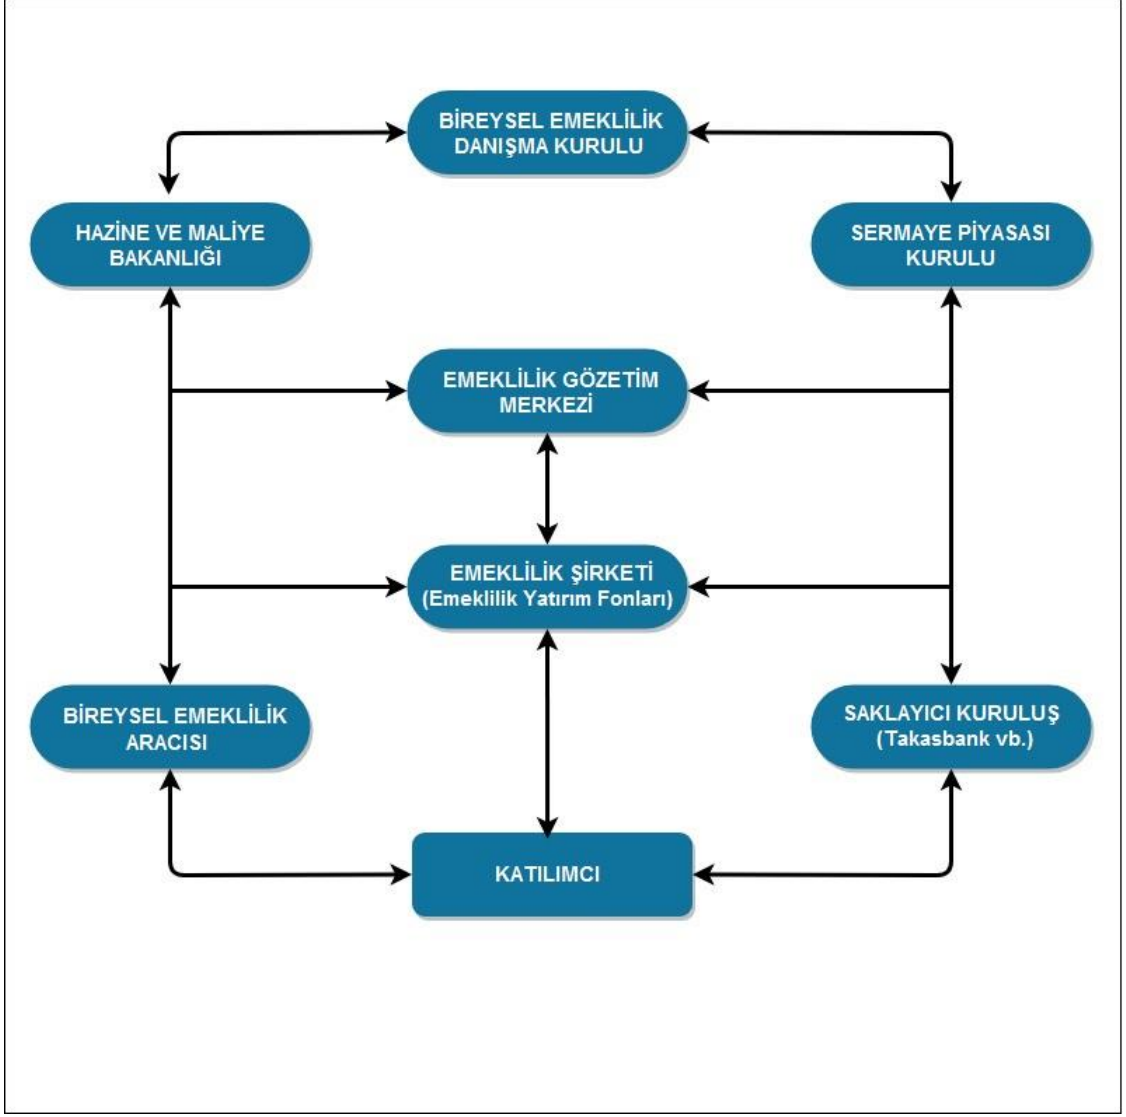 BİREYSEL EMEKLİLİK
DANIŞMA KURULU
HAZİNE VE MALİYE
BAKANLIĞI
SERMAYE PİYASASI
KURULU
EMEKLİLİK GÖZETİM
MERKEZİ
EMEKLİLİK ŞİRKETİ
(Emeklilik Yatırım Fonları)
BİREYSEL EMEKLİLİK
ARACISI
SAKLAYICI KURULUŞ
(Takasbank vb.)
KATILIMCI